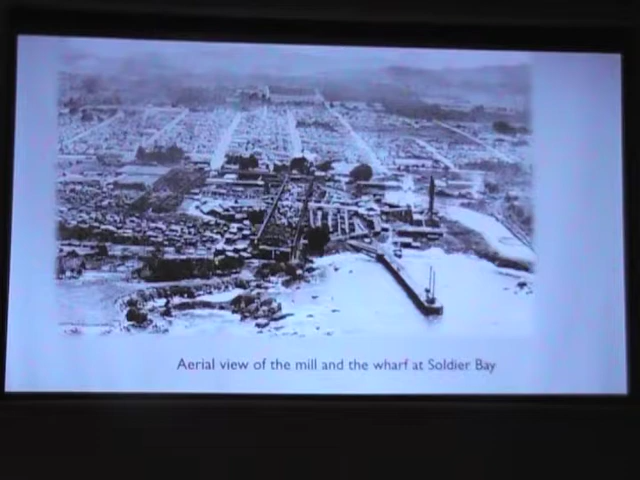 Aerial view of the mill and the wharf at Soldier Bay